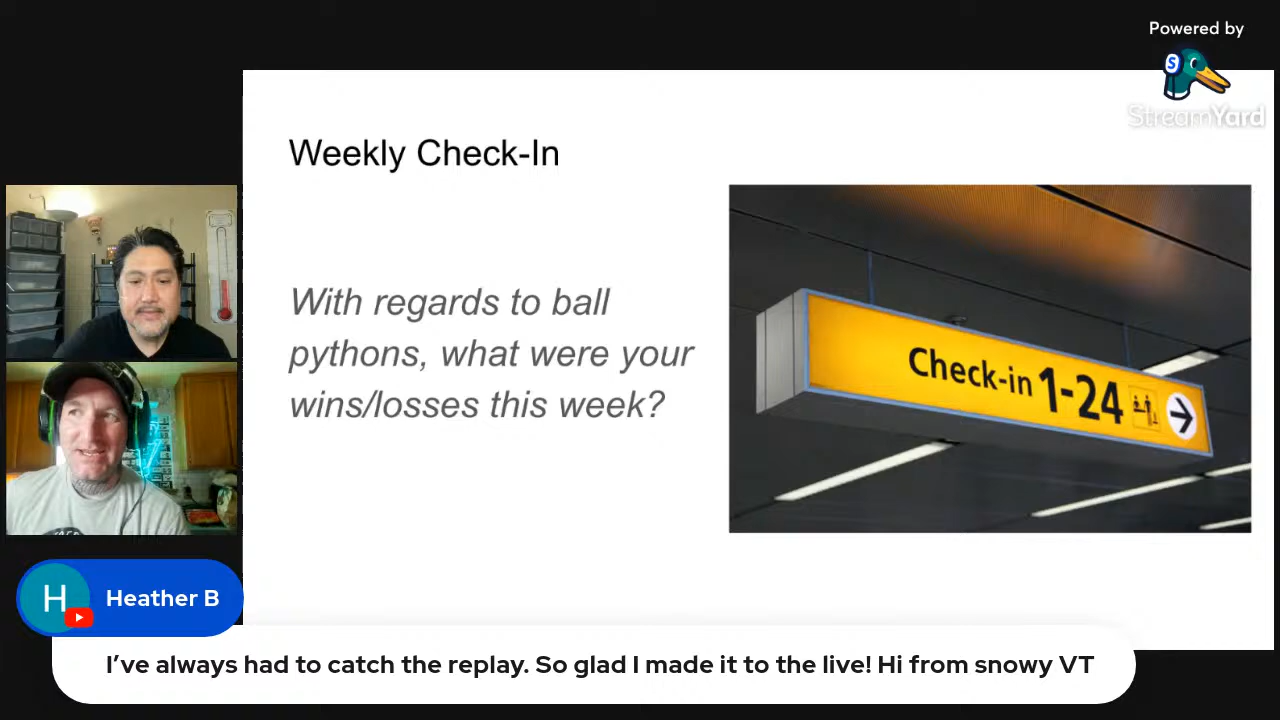 Powered by
StreamYard
Weekly Check-In
With regards to ball
pythons, what were your
wins/losses this week?
Check-in 1-24
H
Heather B
I’ve always had to catch the replay. So glad I made it to the live! Hi from snowy VT